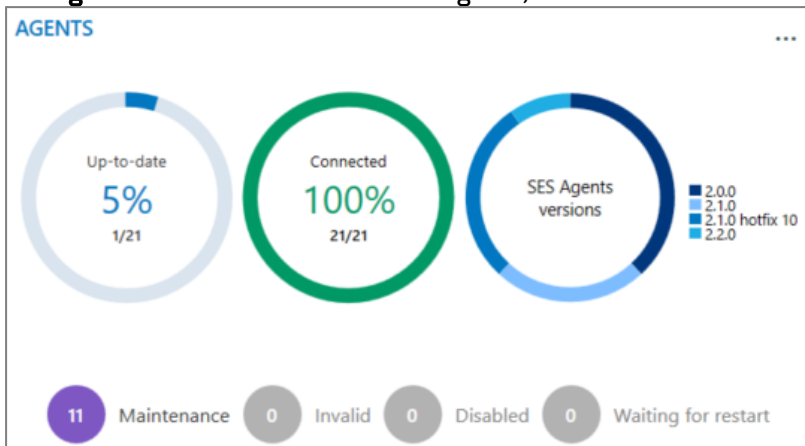 AGENTS
...
Up-to-date
5%
1/21
Connected
100%
21/21
SES Agents
versions
2.0.0
2.1.0
2.1.0 hotfix 10
2.2.0
11 Maintenance 0 Invalid 0 Disabled 0 Waiting for restart